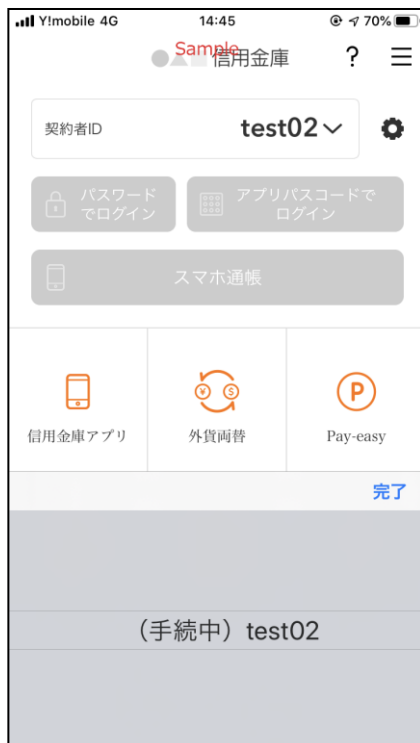 Y!mobile 4G 14:45 70%
Sample
信用金庫 ?
契約者ID test02
パスワード
でログイン
アプリパスコードで
ログイン
スマホ通帳
¥ $ P
信用金庫アプリ 外貨両替 Pay-easy
完了
（手続中）test02